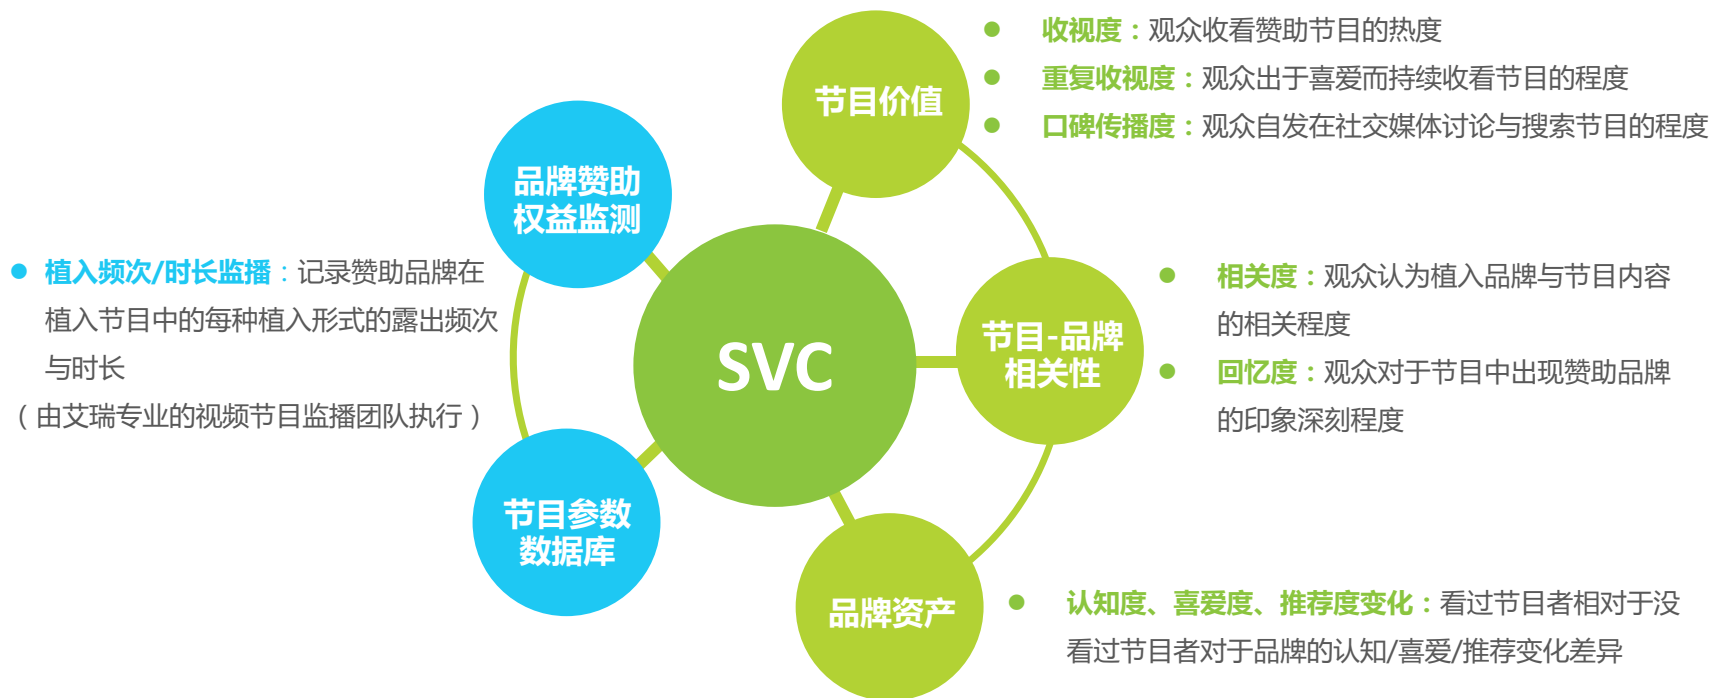 节目价值
● 收视度：观众收看赞助节目的热度
● 重复收视度：观众出于喜爱而持续收看节目的程度
● 口碑传播度：观众自发在社交媒体讨论与搜索节目的程度
品牌赞助
权益监测
● 植入频次/时长监播：记录赞助品牌在
植入节目中的每种植入形式的露出频次
与时长
（由艾瑞专业的视频节目监播团队执行）
SVC
节目-品牌
相关性
● 相关度：观众认为植入品牌与节目内容
的相关程度
● 回忆度：观众对于节目中出现赞助品牌
的印象深刻程度
节目参数
数据库
品牌资产
● 认知度、喜爱度、推荐度变化：看过节目者相对于没
看过节目者对于品牌的认知/喜爱/推荐变化差异